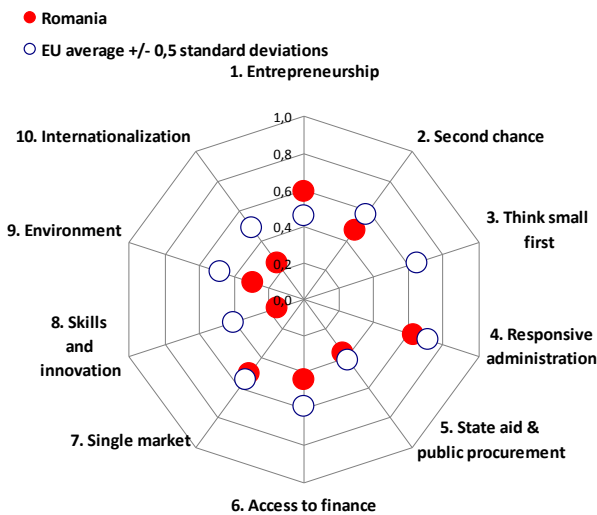 Romania
EU average +/- 0,5 standard deviations
1. Entrepreneurship
10. Internationalization
2. Second chance
9. Environment
3. Think small
first
8. Skills
and
innovation
4. Responsive
administration
7. Single market
5. State aid &
public procurement
6. Access to finance
1,0
0,8
0,6
0,4
0,2
0,0